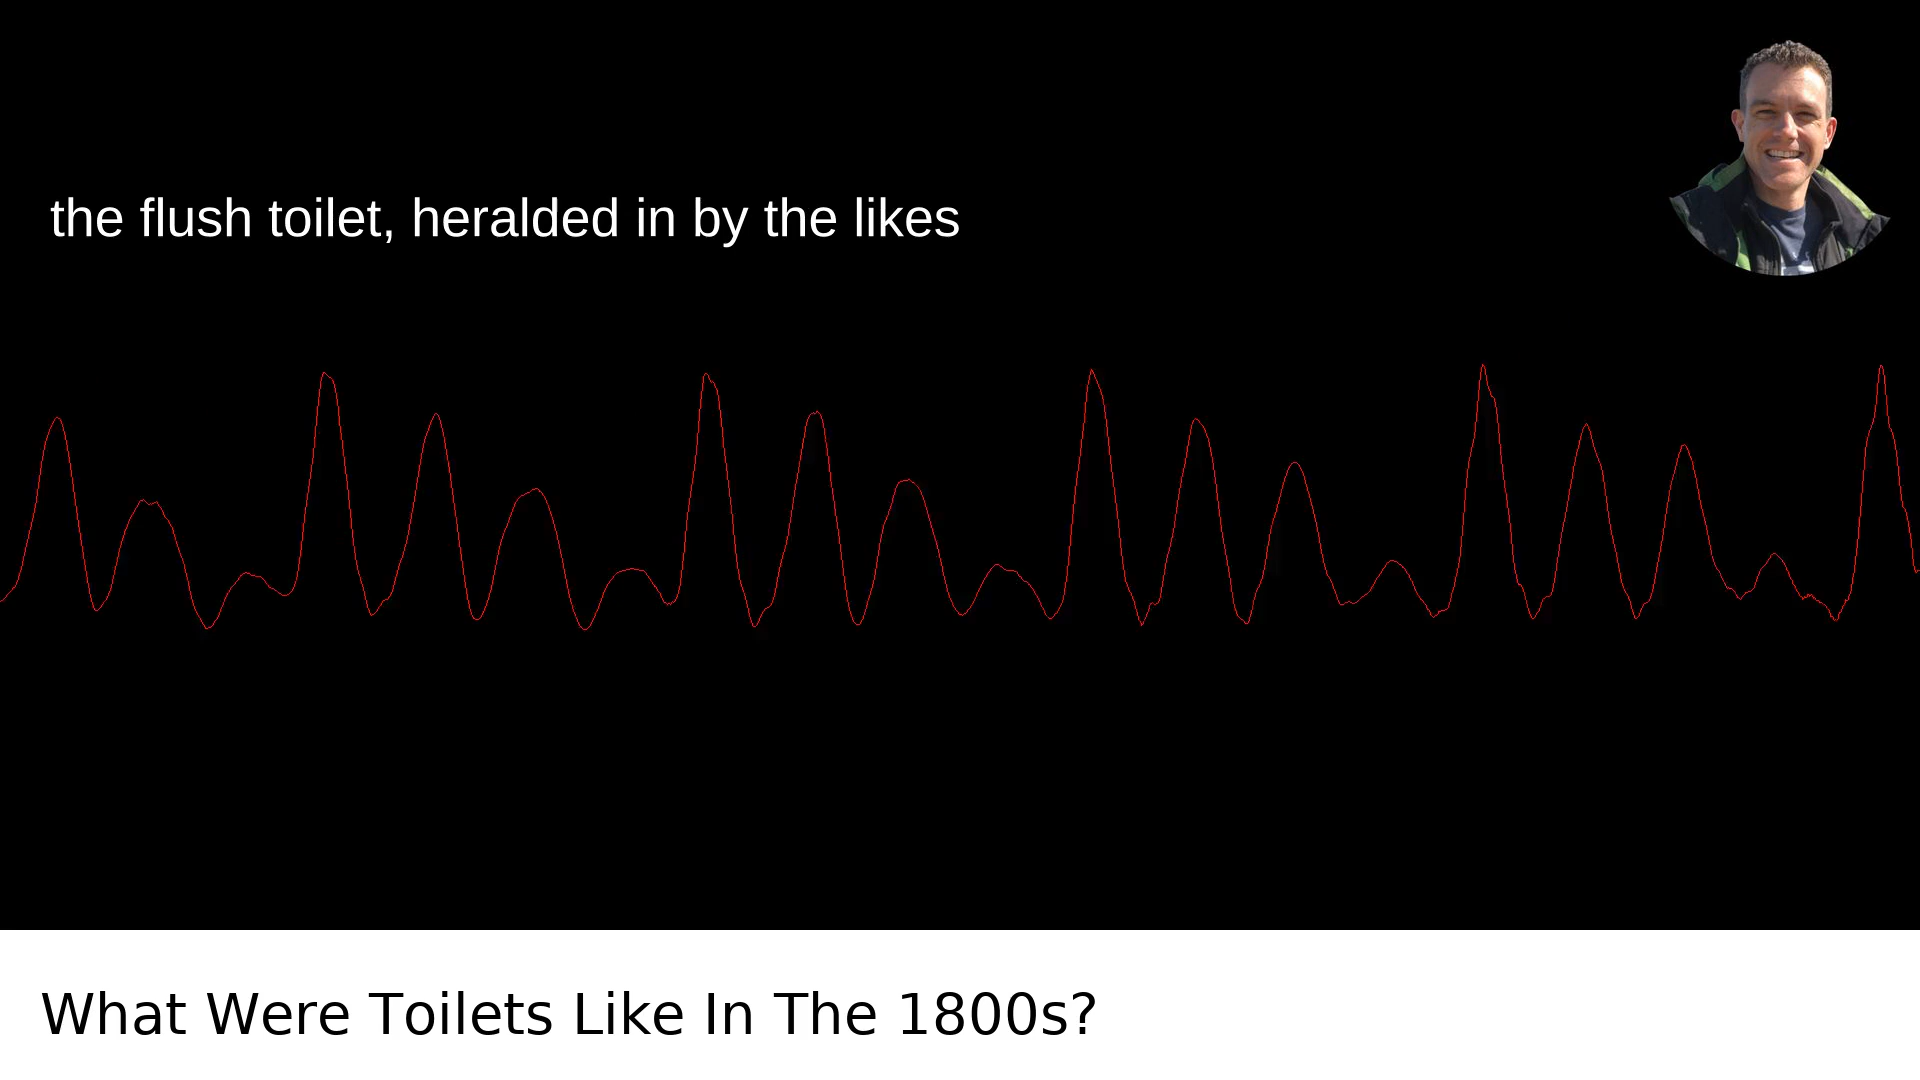 the flush toilet, heralded in by the likes
What Were Toilets Like In The 1800s?